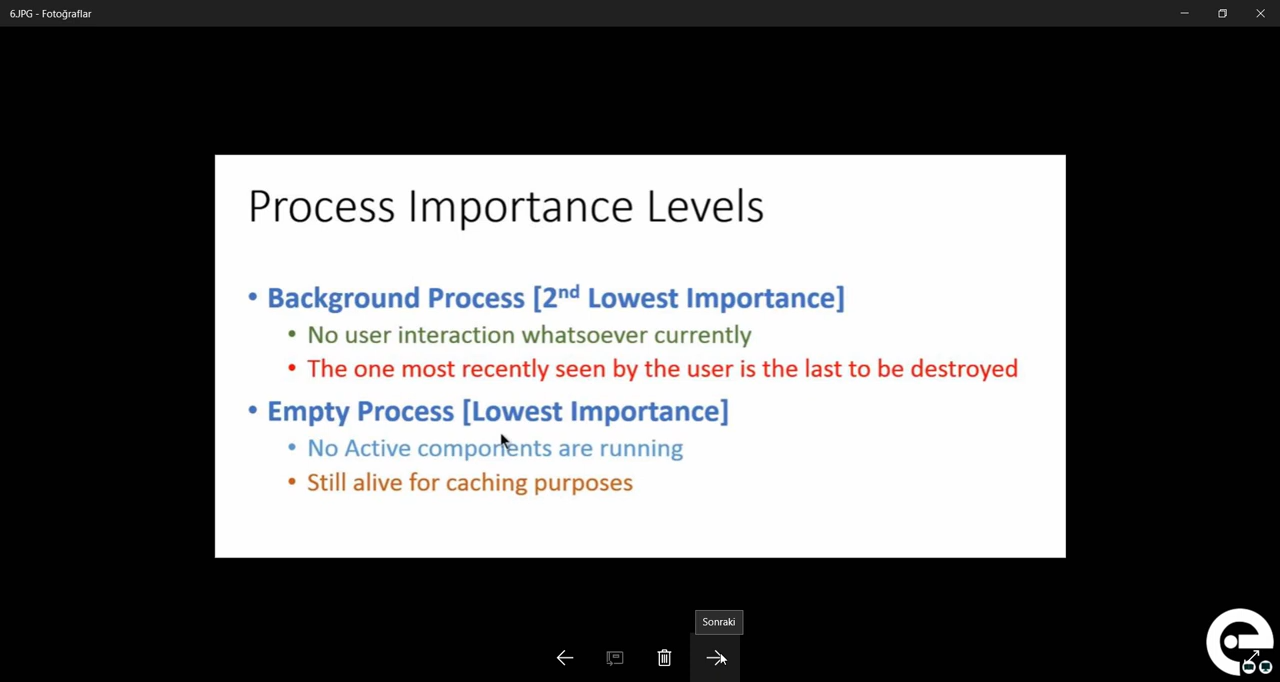 6.JPG - Fotoğraflar
Process Importance Levels
• Background Process [2nd Lowest Importance]
• No user interaction whatsoever currently
• The one most recently seen by the user is the last to be destroyed
• Empty Process [Lowest Importance]
• No Active components are running
• Still alive for caching purposes
Sonraki